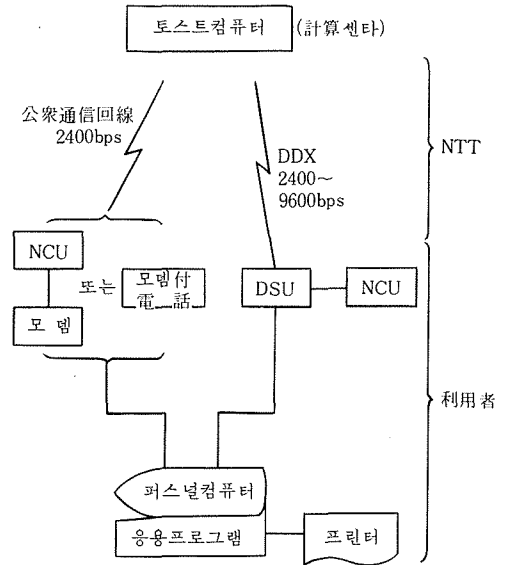 토스트컴퓨터 (計算센타)
公衆通信回線
2400bps
DDX
2400~
9600bps
NTT
NCU
모 뎀
또는
모뎀付
電 話
DSU
NCU
利用者
퍼스널컴퓨터
응용프로그램
프린터